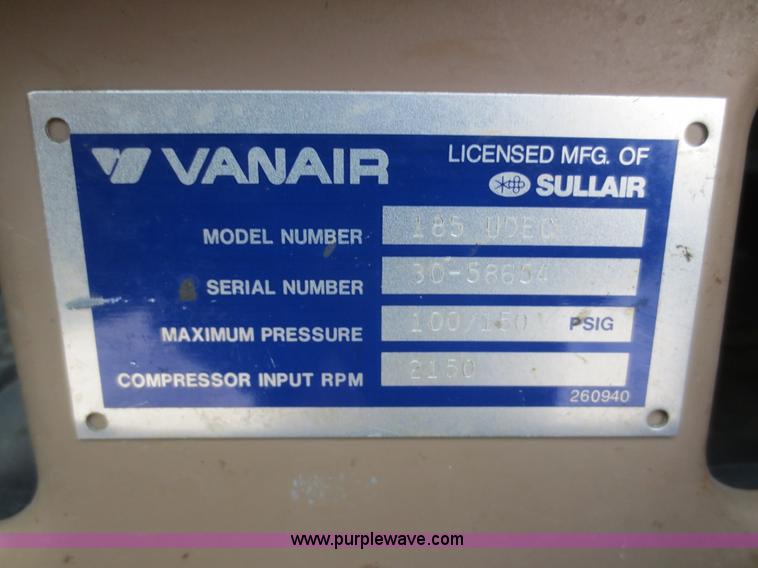 VANAIR
LICENSED MFG. OF
SULLAIR
MODEL NUMBER 185 UDEC
SERIAL NUMBER 30-58654
MAXIMUM PRESSURE 100/150 PSIG
COMPRESSOR INPUT RPM 2150
260940
www.purplewave.com